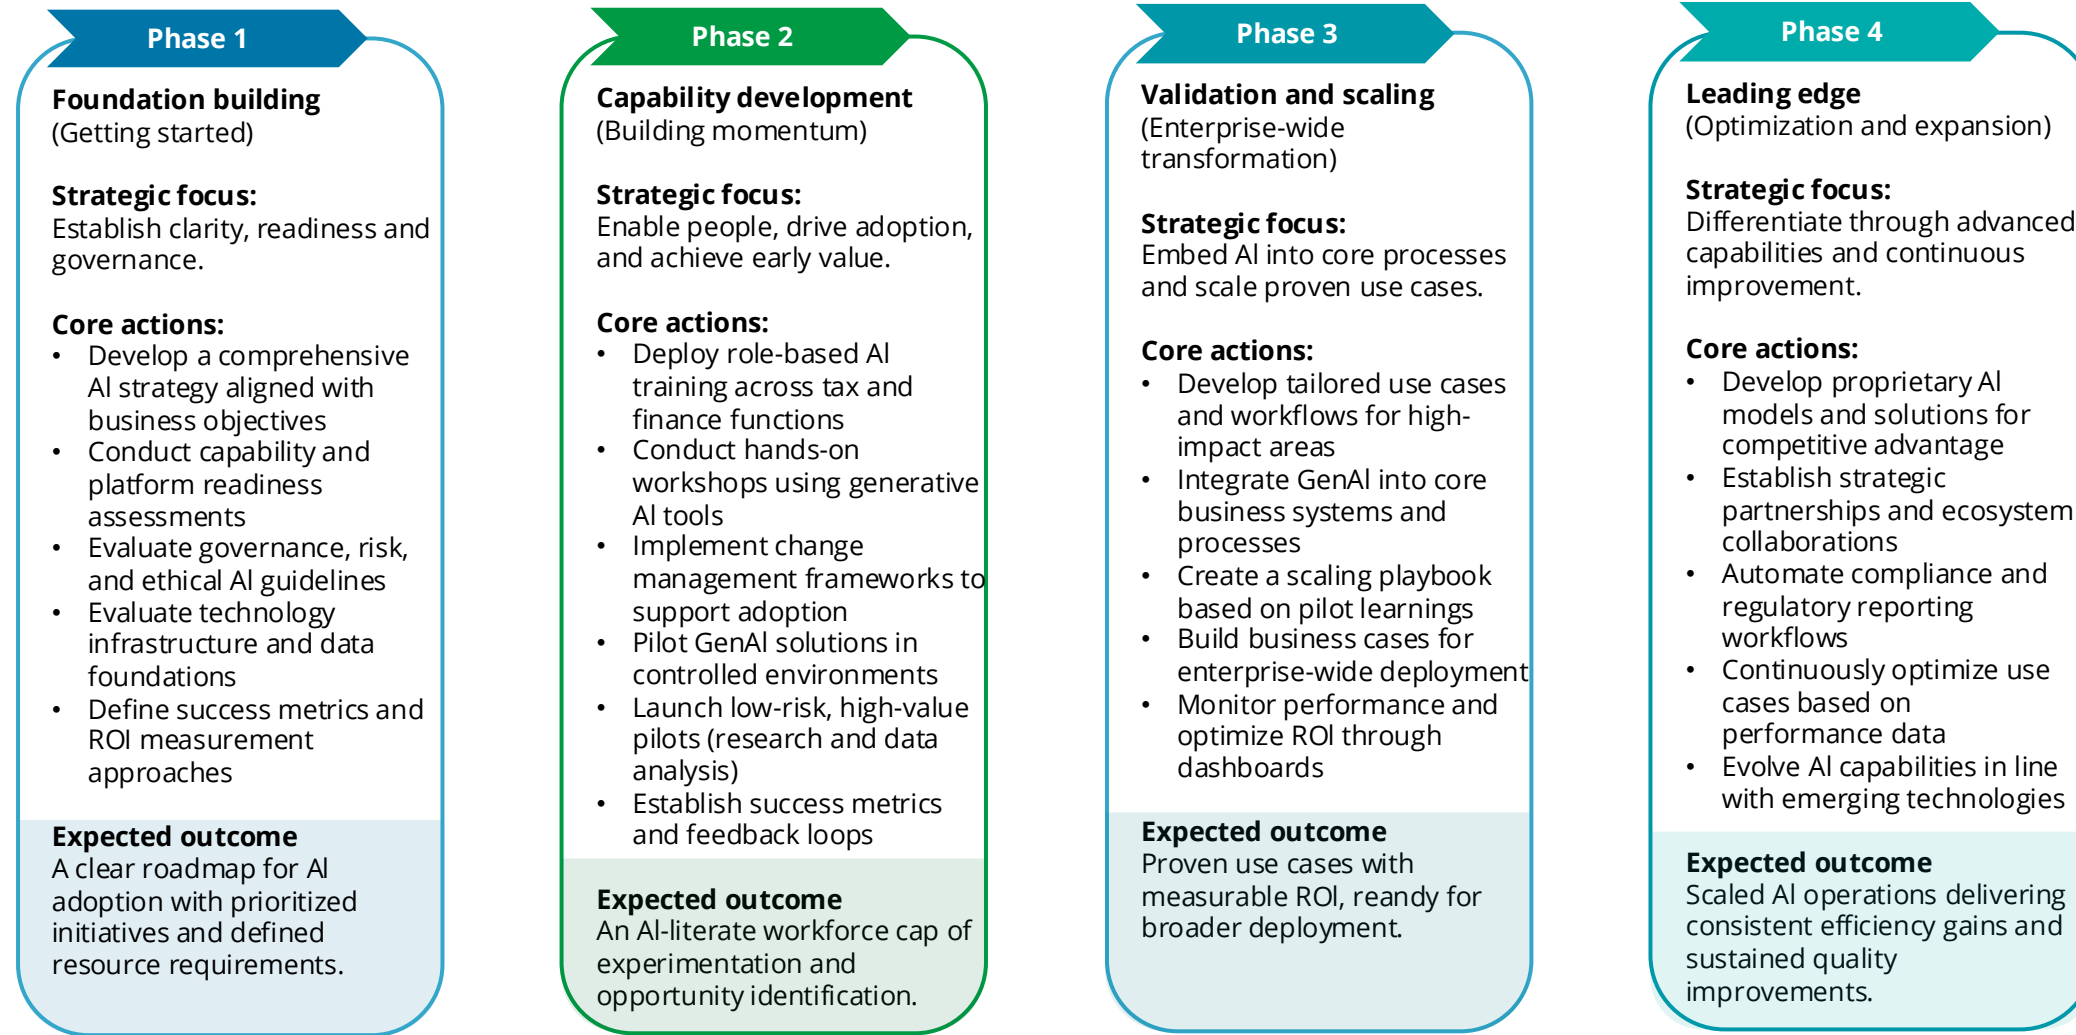 Phase 1
Foundation building
(Getting started)
Strategic focus:
Establish clarity, readiness and
governance.
Core actions:
• Develop a comprehensive
AI strategy aligned with
business objectives
• Conduct capability and
platform readiness
assessments
• Evaluate governance, risk,
and ethical AI guidelines
• Evaluate technology
infrastructure and data
foundations
• Define success metrics and
ROI measurement
approaches
Expected outcome
A clear roadmap for AI
adoption with prioritized
initiatives and defined
resource requirements.
Phase 2
Capability development
(Building momentum)
Strategic focus:
Enable people, drive adoption,
and achieve early value.
Core actions:
• Deploy role-based AI
training across tax and
finance functions
• Conduct hands-on
workshops using generative
AI tools
• Implement change
management frameworks to
support adoption
• Pilot GenAI solutions in
controlled environments
• Launch low-risk, high-value
pilots (research and data
analysis)
• Establish success metrics
and feedback loops
Expected outcome
An AI-literate workforce cap of
experimentation and
opportunity identification.
Phase 3
Validation and scaling
(Enterprise-wide
transformation)
Strategic focus:
Embed AI into core processes
and scale proven use cases.
Core actions:
• Develop tailored use cases
and workflows for high-
impact areas
• Integrate GenAI into core
business systems and
processes
• Create a scaling playbook
based on pilot learnings
• Build business cases for
enterprise-wide deployment
• Monitor performance and
optimize ROI through
dashboards
Expected outcome
Proven use cases with
measurable ROI, reandy for
broader deployment.
Phase 4
Leading edge
(Optimization and expansion)
Strategic focus:
Differentiate through advanced
capabilities and continuous
improvement.
Core actions:
• Develop proprietary AI
models and solutions for
competitive advantage
• Establish strategic
partnerships and ecosystem
collaborations
• Automate compliance and
regulatory reporting
workflows
• Continuously optimize use
cases based on
performance data
• Evolve AI capabilities in line
with emerging technologies
Expected outcome
Scaled AI operations delivering
consistent efficiency gains and
sustained quality
improvements.